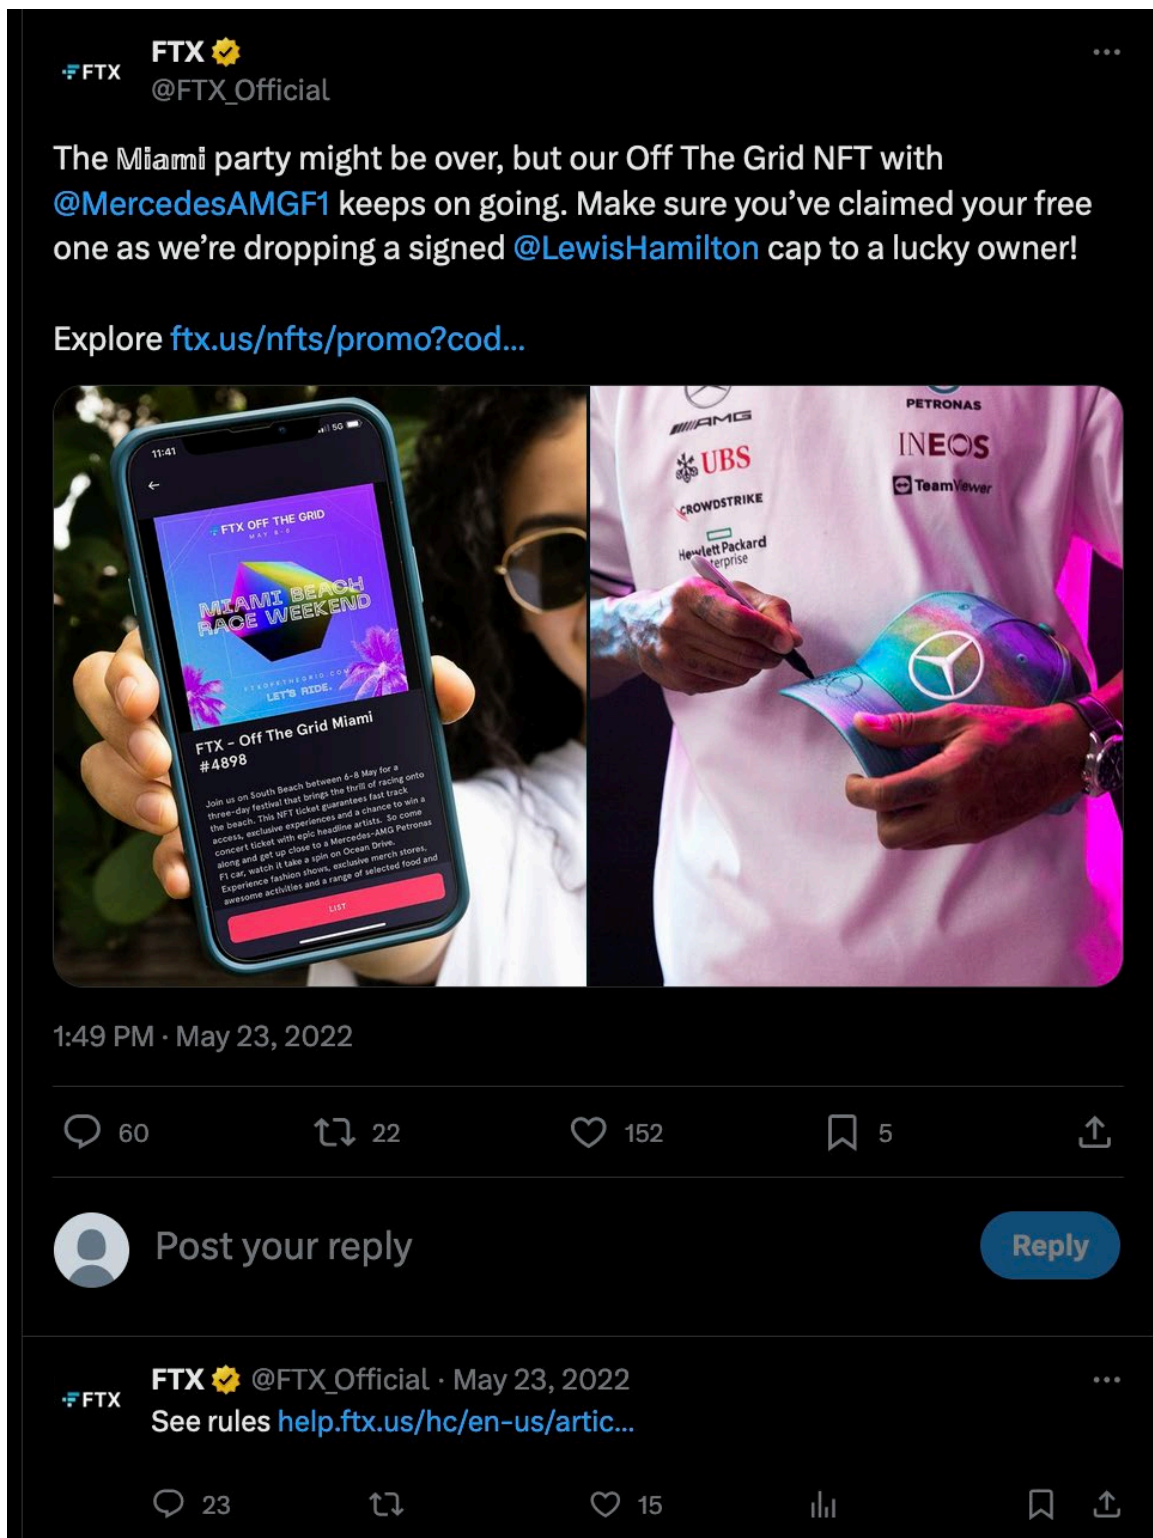 FTX
FTX
@FTX_Official
The 𝕄𝕚𝕒𝕞𝕚 party might be over, but our Off The Grid NFT with
@MercedesAMGF1 keeps on going. Make sure you’ve claimed your free
one as we’re dropping a signed @LewisHamilton cap to a lucky owner!
Explore ftx.us/nfts/promo?cod...
11:41
5G
FTX OFF THE GRID
MIAMI BEACH
RACE WEEKEND
FTXOFFTHEGRID.COM
LET'S RIDE.
FTX - Off The Grid Miami
#4898
Join us on South Beach between 6-8 May for a
three-day festival that brings the thrill of racing onto
the beach. This NFT ticket guarantees fast track
access, exclusive experiences and a chance to win a
concert ticket with epic headline artists. So come
along and get up close to a Mercedes-AMG Petronas
F1 car, watch it take a spin on Ocean Drive.
Experience fashion shows, exclusive merch stores,
awesome activities and a range of selected food and
LIST
AMG
UBS
CROWDSTRIKE
Hewlett Packard
terprise
PETRONAS
INEOS
TeamViewer
1:49 PM · May 23, 2022
60
22
152
5
Post your reply
Reply
FTX
FTX @FTX_Official · May 23, 2022
See rules help.ftx.us/hc/en-us/artic...
23
15